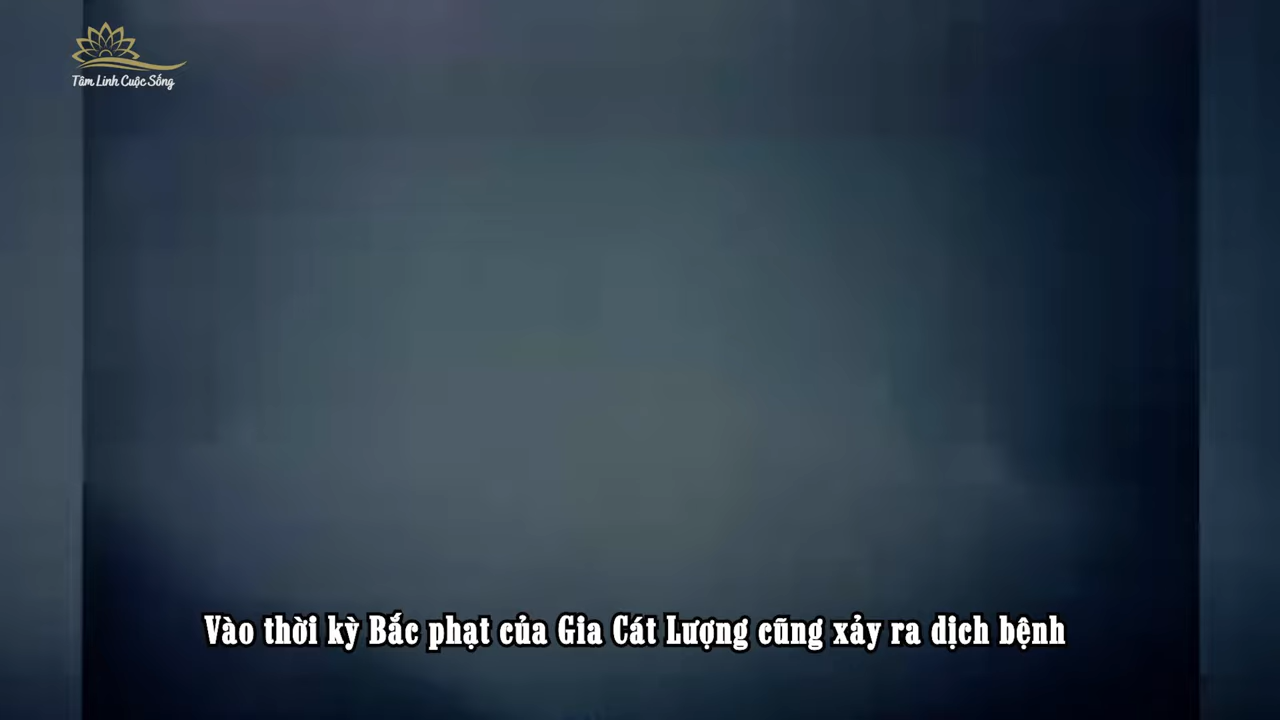 Tâm Linh Cuộc Sống
Vào thời kỳ Bắc phạt của Gia Cát Lượng cũng xảy ra dịch bệnh